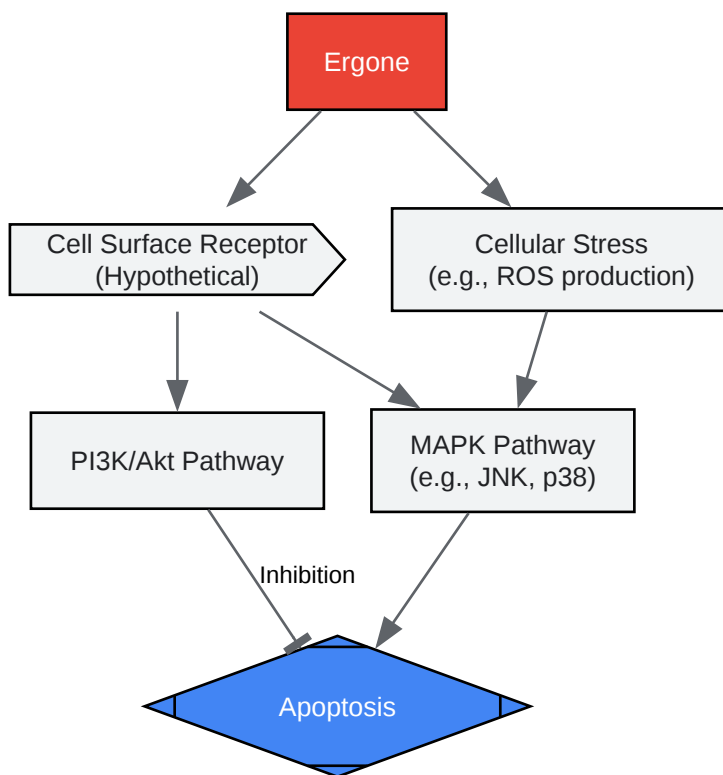 Ergone
Cell Surface Receptor
(Hypothetical)
Cellular Stress
(e.g., ROS production)
PI3K/Akt Pathway
MAPK Pathway
(e.g., JNK, p38)
Inhibition
Apoptosis